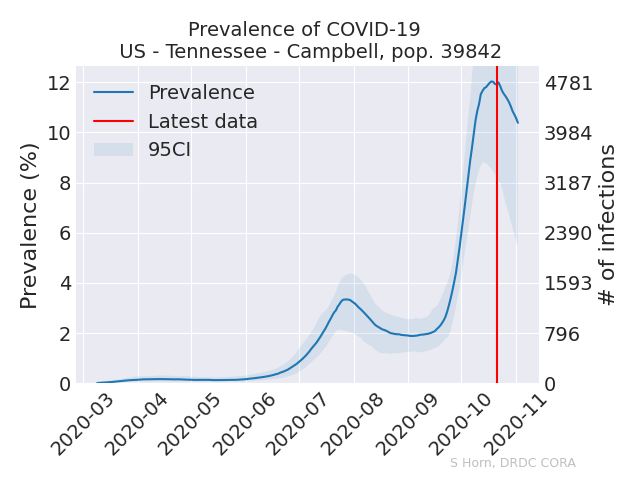 Prevalence of COVID-19
US - Tennessee - Campbell, pop. 39842
Prevalence
Latest data
95CI
Prevalence (%)
12
10
8
6
4
2
0
4781
3984
3187
2390
1593
796
0
# of infections
2020-03
2020-04
2020-05
2020-06
2020-07
2020-08
2020-09
2020-10
2020-11
S Horn, DRDC CORA